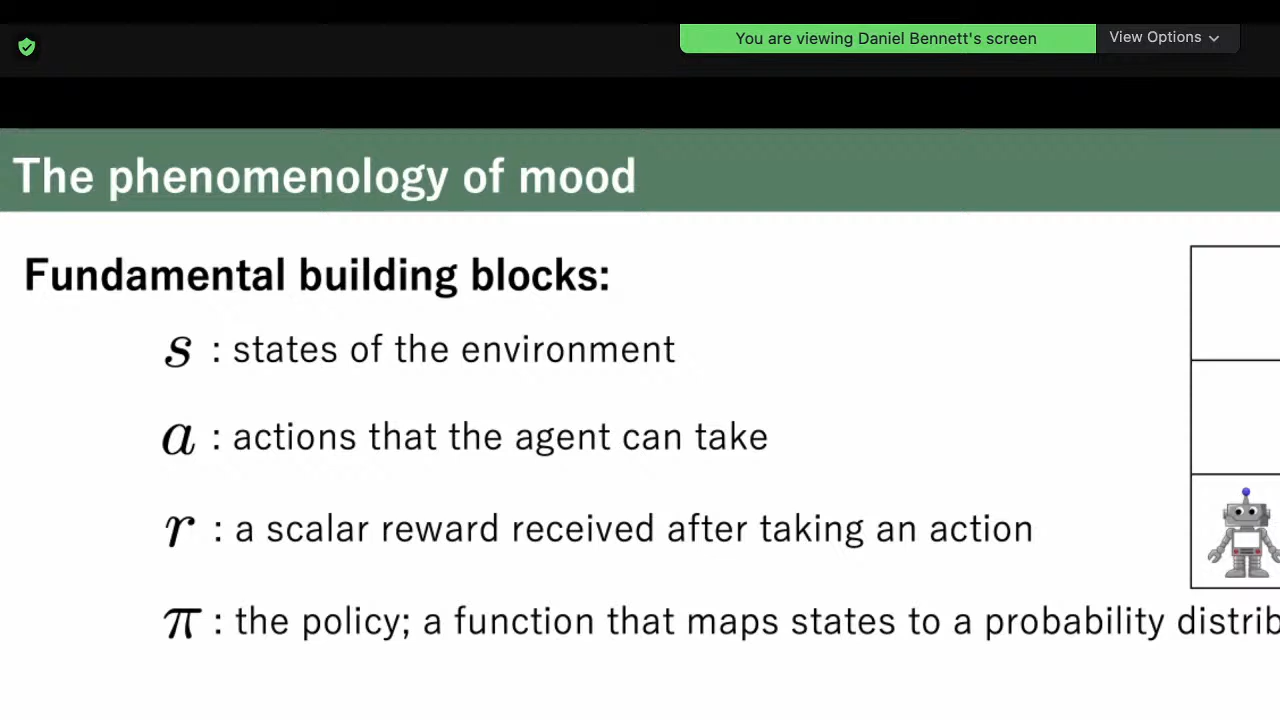 You are viewing Daniel Bennett's screen
View Options
The phenomenology of mood
Fundamental building blocks:
s : states of the environment
a : actions that the agent can take
r : a scalar reward received after taking an action
π : the policy; a function that maps states to a probability distrib